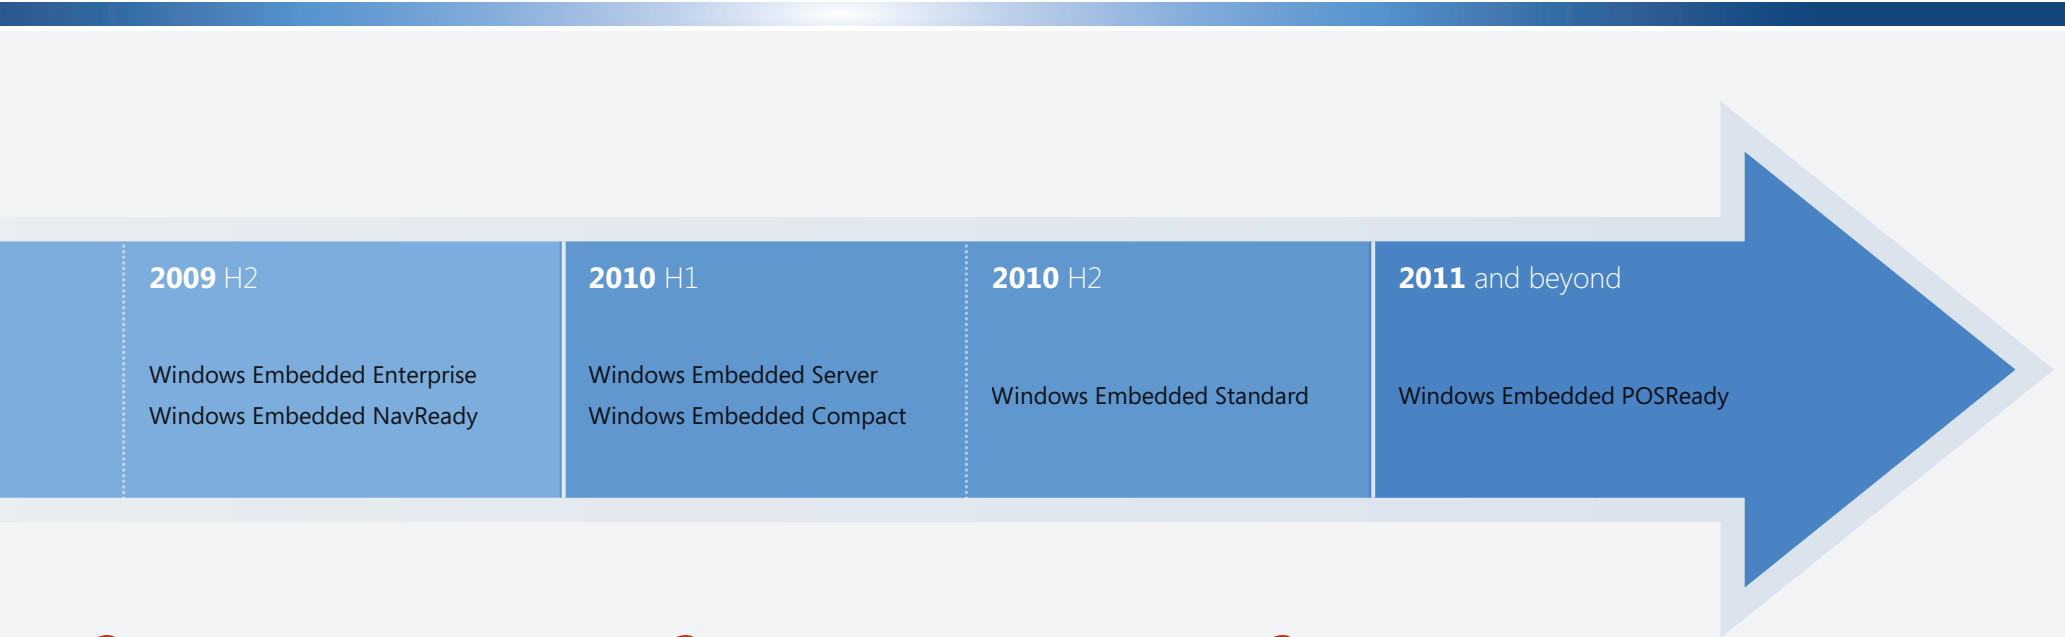 2009 H2
Windows Embedded Enterprise
Windows Embedded NavReady
2010 H1
Windows Embedded Server
Windows Embedded Compact
2010 H2
Windows Embedded Standard
2011 and beyond
Windows Embedded POSReady